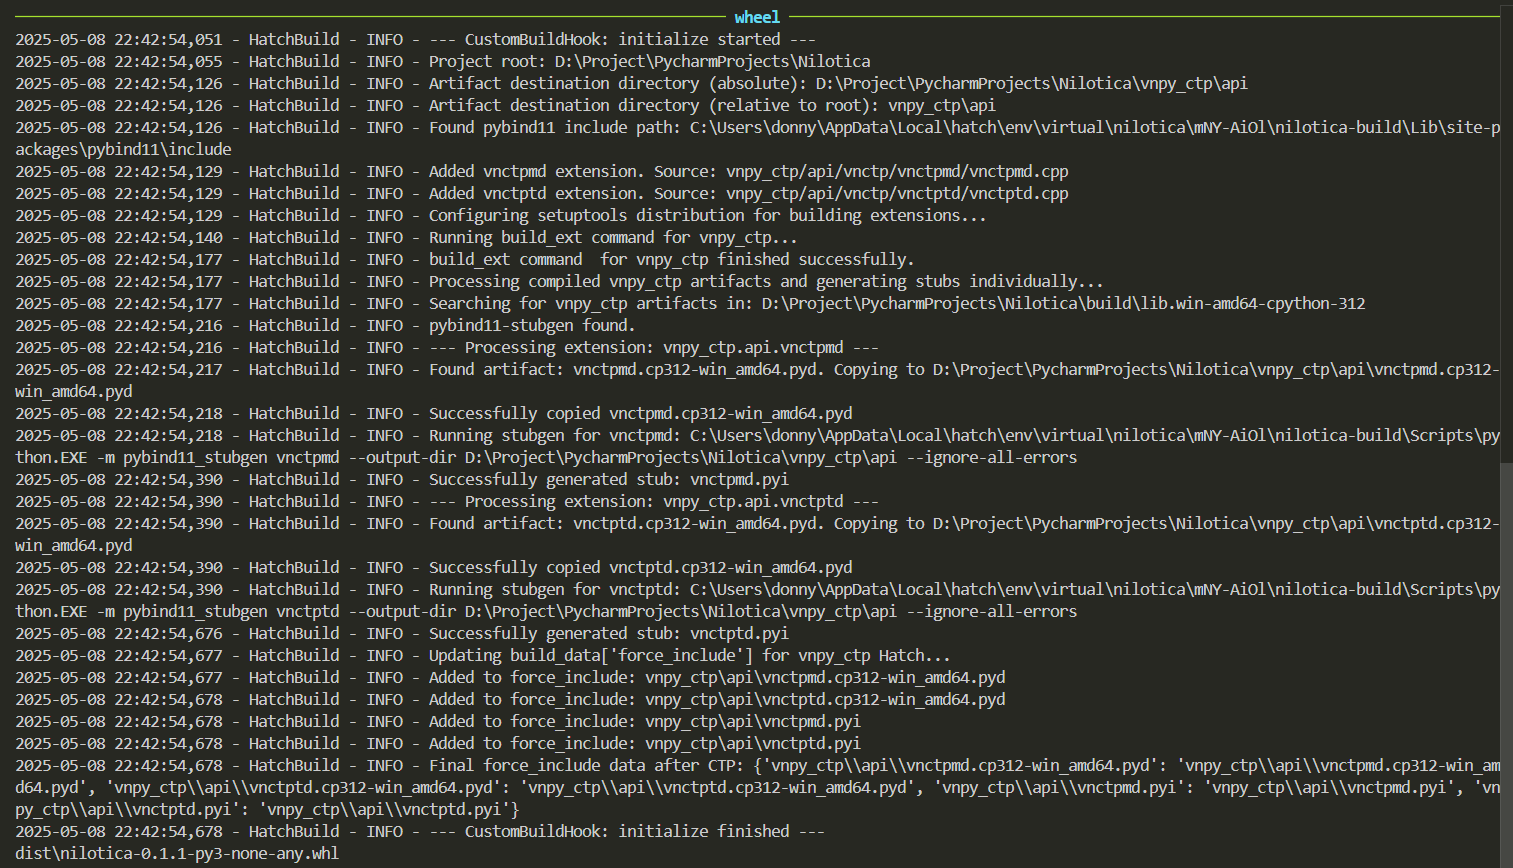 wheel
2025-05-08 22:42:54,051 - HatchBuild - INFO - --- CustomBuildHook: initialize started ---
2025-05-08 22:42:54,055 - HatchBuild - INFO - Project root: D:\Project\PycharmProjects\Nilotica
2025-05-08 22:42:54,126 - HatchBuild - INFO - Artifact destination directory (absolute): D:\Project\PycharmProjects\Nilotica\vnpy_ctp\api
2025-05-08 22:42:54,126 - HatchBuild - INFO - Artifact destination directory (relative to root): vnpy_ctp\api
2025-05-08 22:42:54,126 - HatchBuild - INFO - Found pybind11 include path: C:\Users\donny\AppData\Local\hatch\env\virtual\nilotica\mNY-AiOl\nilotica-build\Lib\site-p
ackages\pybind11\include
2025-05-08 22:42:54,129 - HatchBuild - INFO - Added vnctpmd extension. Source: vnpy_ctp/api/vnctp/vnctpmd/vnctpmd.cpp
2025-05-08 22:42:54,129 - HatchBuild - INFO - Added vnctptd extension. Source: vnpy_ctp/api/vnctp/vnctptd/vnctptd.cpp
2025-05-08 22:42:54,129 - HatchBuild - INFO - Configuring setuptools distribution for building extensions...
2025-05-08 22:42:54,140 - HatchBuild - INFO - Running build_ext command for vnpy_ctp...
2025-05-08 22:42:54,177 - HatchBuild - INFO - build_ext command  for vnpy_ctp finished successfully.
2025-05-08 22:42:54,177 - HatchBuild - INFO - Processing compiled vnpy_ctp artifacts and generating stubs individually...
2025-05-08 22:42:54,177 - HatchBuild - INFO - Searching for vnpy_ctp artifacts in: D:\Project\PycharmProjects\Nilotica\build\lib.win-amd64-cpython-312
2025-05-08 22:42:54,216 - HatchBuild - INFO - pybind11-stubgen found.
2025-05-08 22:42:54,216 - HatchBuild - INFO - --- Processing extension: vnpy_ctp.api.vnctpmd ---
2025-05-08 22:42:54,217 - HatchBuild - INFO - Found artifact: vnctpmd.cp312-win_amd64.pyd. Copying to D:\Project\PycharmProjects\Nilotica\vnpy_ctp\api\vnctpmd.cp312-
win_amd64.pyd
2025-05-08 22:42:54,218 - HatchBuild - INFO - Successfully copied vnctpmd.cp312-win_amd64.pyd
2025-05-08 22:42:54,218 - HatchBuild - INFO - Running stubgen for vnctpmd: C:\Users\donny\AppData\Local\hatch\env\virtual\nilotica\mNY-AiOl\nilotica-build\Scripts\py
thon.EXE -m pybind11_stubgen vnctpmd --output-dir D:\Project\PycharmProjects\Nilotica\vnpy_ctp\api --ignore-all-errors
2025-05-08 22:42:54,390 - HatchBuild - INFO - Successfully generated stub: vnctpmd.pyi
2025-05-08 22:42:54,390 - HatchBuild - INFO - --- Processing extension: vnpy_ctp.api.vnctptd ---
2025-05-08 22:42:54,390 - HatchBuild - INFO - Found artifact: vnctptd.cp312-win_amd64.pyd. Copying to D:\Project\PycharmProjects\Nilotica\vnpy_ctp\api\vnctptd.cp312-
win_amd64.pyd
2025-05-08 22:42:54,390 - HatchBuild - INFO - Successfully copied vnctptd.cp312-win_amd64.pyd
2025-05-08 22:42:54,390 - HatchBuild - INFO - Running stubgen for vnctptd: C:\Users\donny\AppData\Local\hatch\env\virtual\nilotica\mNY-AiOl\nilotica-build\Scripts\py
thon.EXE -m pybind11_stubgen vnctptd --output-dir D:\Project\PycharmProjects\Nilotica\vnpy_ctp\api --ignore-all-errors
2025-05-08 22:42:54,676 - HatchBuild - INFO - Successfully generated stub: vnctptd.pyi
2025-05-08 22:42:54,677 - HatchBuild - INFO - Updating build_data['force_include'] for vnpy_ctp Hatch...
2025-05-08 22:42:54,677 - HatchBuild - INFO - Added to force_include: vnpy_ctp\api\vnctpmd.cp312-win_amd64.pyd
2025-05-08 22:42:54,678 - HatchBuild - INFO - Added to force_include: vnpy_ctp\api\vnctptd.cp312-win_amd64.pyd
2025-05-08 22:42:54,678 - HatchBuild - INFO - Added to force_include: vnpy_ctp\api\vnctpmd.pyi
2025-05-08 22:42:54,678 - HatchBuild - INFO - Added to force_include: vnpy_ctp\api\vnctptd.pyi
2025-05-08 22:42:54,678 - HatchBuild - INFO - Final force_include data after CTP: {'vnpy_ctp\\api\\vnctpmd.cp312-win_amd64.pyd': 'vnpy_ctp\\api\\vnctpmd.cp312-win_am
d64.pyd', 'vnpy_ctp\\api\\vnctptd.cp312-win_amd64.pyd': 'vnpy_ctp\\api\\vnctptd.cp312-win_amd64.pyd', 'vnpy_ctp\\api\\vnctpmd.pyi': 'vnpy_ctp\\api\\vnctpmd.pyi', 'vn
py_ctp\\api\\vnctptd.pyi': 'vnpy_ctp\\api\\vnctptd.pyi'}
2025-05-08 22:42:54,678 - HatchBuild - INFO - --- CustomBuildHook: initialize finished ---
dist\nilotica-0.1.1-py3-none-any.whl